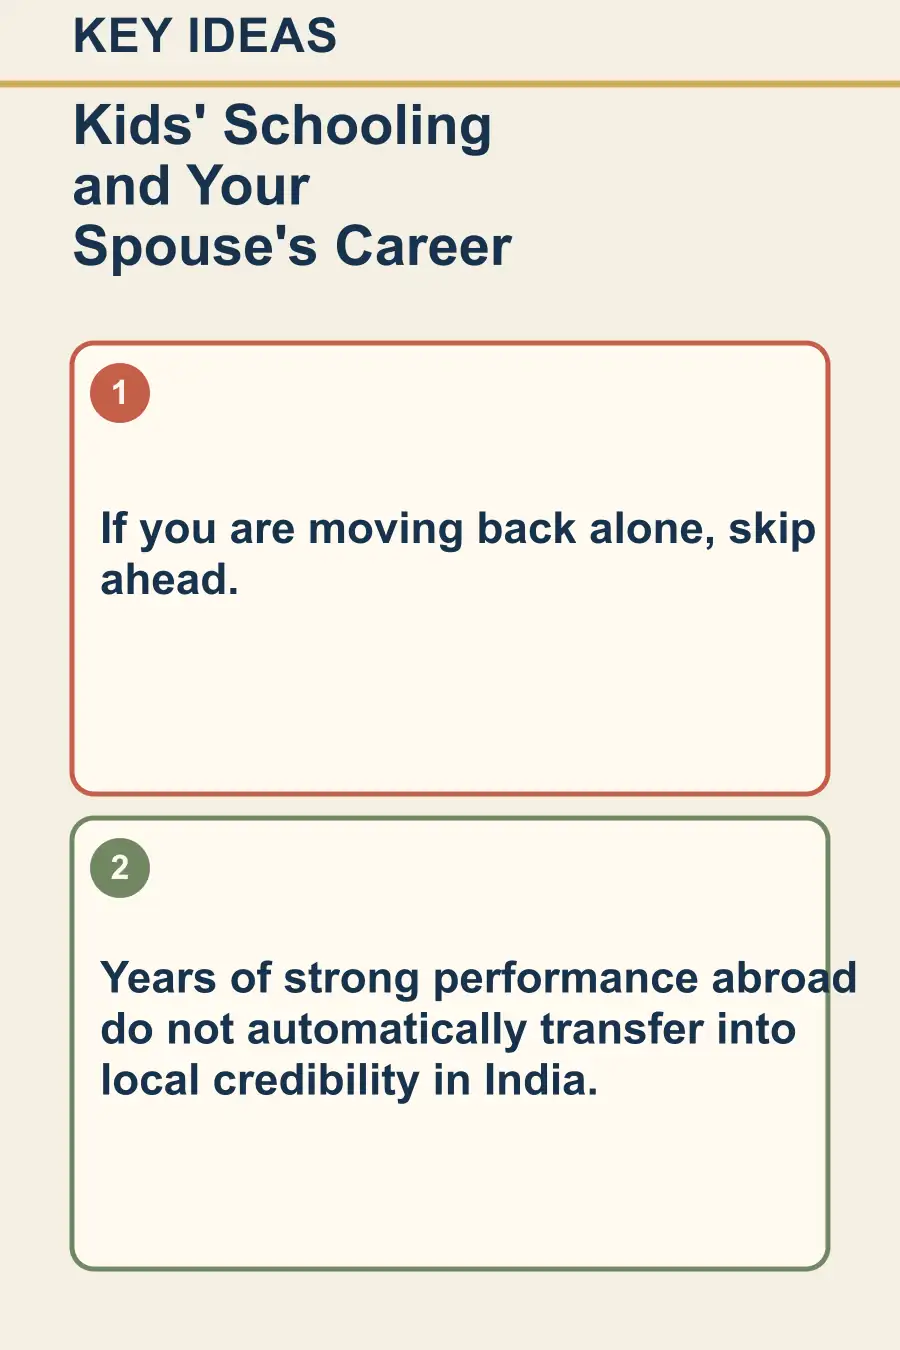 KEY IDEAS
Kids' Schooling
and Your
Spouse's Career
1
If you are moving back alone, skip
ahead.
2
Years of strong performance abroad
do not automatically transfer into
local credibility in India.